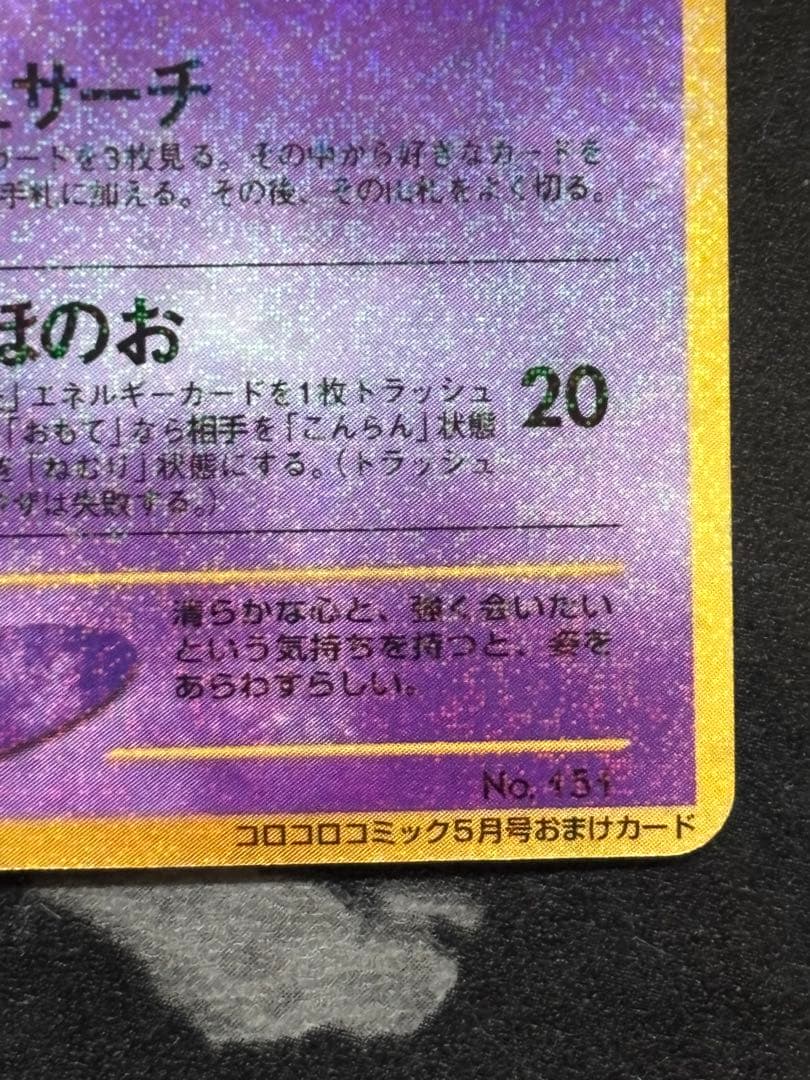 サーチ
カードを3枚見る。その中から好きなカードを
手札に加える。その後、その山札をよく切る。
ほのお
」エネルギーカードを1枚トラッシュ
20
「おもて」なら相手を「こんらん」状態
を「ねむり」状態にする。(トラッシュ
ワザは失敗する。)
清らかな心と、強く会いたい
という気持ちを持つと、姿を
あらわすらしい。
No. 151
コロコロコミック5月号おまけカード